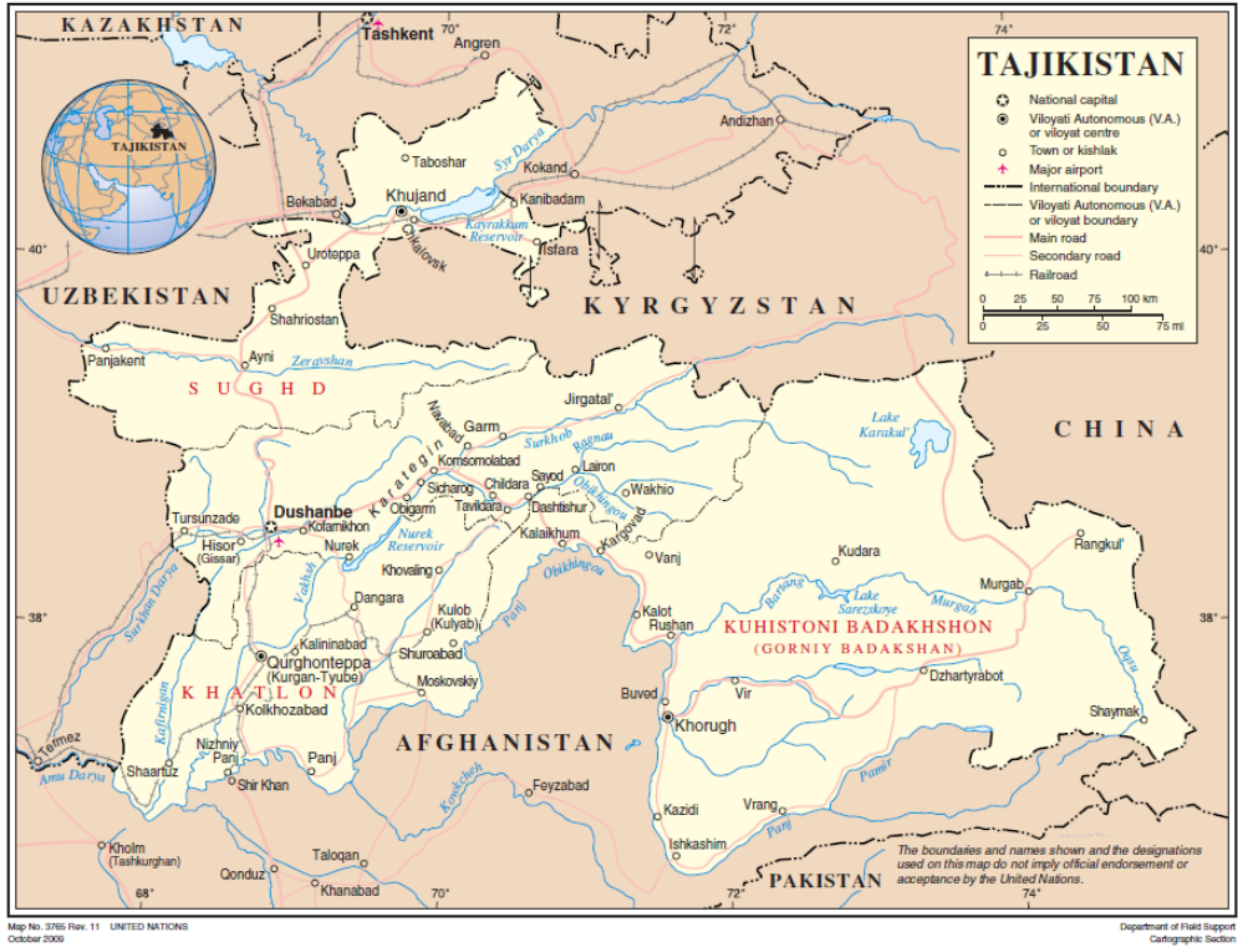 KAZAKHSTAN
70°
72°
74°
Tashkent
Angren
TAJIKISTAN
National capital
Viloyati Autonomous (V.A.)
or viloyat centre
Town or kishlak
Major airport
International boundary
Viloyati Autonomous (V.A.)
or viloyat boundary
Main road
Secondary road
Railroad
0 25 50 75 100 km
0 25 50 75 mi
TAJIKISTAN
Andizhan
Taboshar
Syr Darya
Kokand
Khujand
Bekabad
Kanibadam
Kayrakkum
Reservoir
Chkalovsk
Isfara
40°
40°
Uroteppa
UZBEKISTAN
KYRGYZSTAN
Shahriostan
Panjakent
Ayni
Zeravshan
SUGHD
Jirgatal'
Lake
Karakul'
CHINA
Navabad
Garm
Surkhob
Ragnau
Karategin
Komsomolabad
Lairon
Sayod
Sicharog
Childara
Obikhingou
Wakhio
Obigarm
Tavildara
Dashtishur
Dushanbe
Tursunzade
Kofarnikhon
Hisor
(Gissar)
Nurek
Nurek
Reservoir
Kalaikhum
Kargovad
Rangkul'
Vanj
Kudara
Khovaling
Obikhingou
Surkhan Darya
Vakhsh
Dangara
Panj
Bartang
Lake
Sarezskoye
Murgab
Murgab
Kulob
(Kulyab)
Kalot
Rushan
38°
38°
KUHISTONI BADAKHSHON
(GORNIY BADAKSHAN)
Kalininabad
Shuroabad
Qurghonteppa
(Kurgan-Tyube)
Oqsu
KHATLON
Moskovskiy
Dzhartyrabot
Buved
Vir
Kafirnigan
Kolkhozabad
Khorugh
Shaymak
Termez
AFGHANISTAN
Nizhniy
Panj
Panj
Amu Darya
Shaartuz
Shir Khan
Kowkcheh
Feyzabad
Pamir
Kazidi
Vrang
Panj
Ishkashim
Kholm
(Tashkurghan)
Taloqan
Qonduz
Khanabad
PAKISTAN
The boundaries and names shown and the designations
used on this map do not imply official endorsement or
acceptance by the United Nations.
68°
70°
72°
74°
Map No. 3765 Rev. 11 UNITED NATIONS
October 2009
Department of Field Support
Cartographic Section